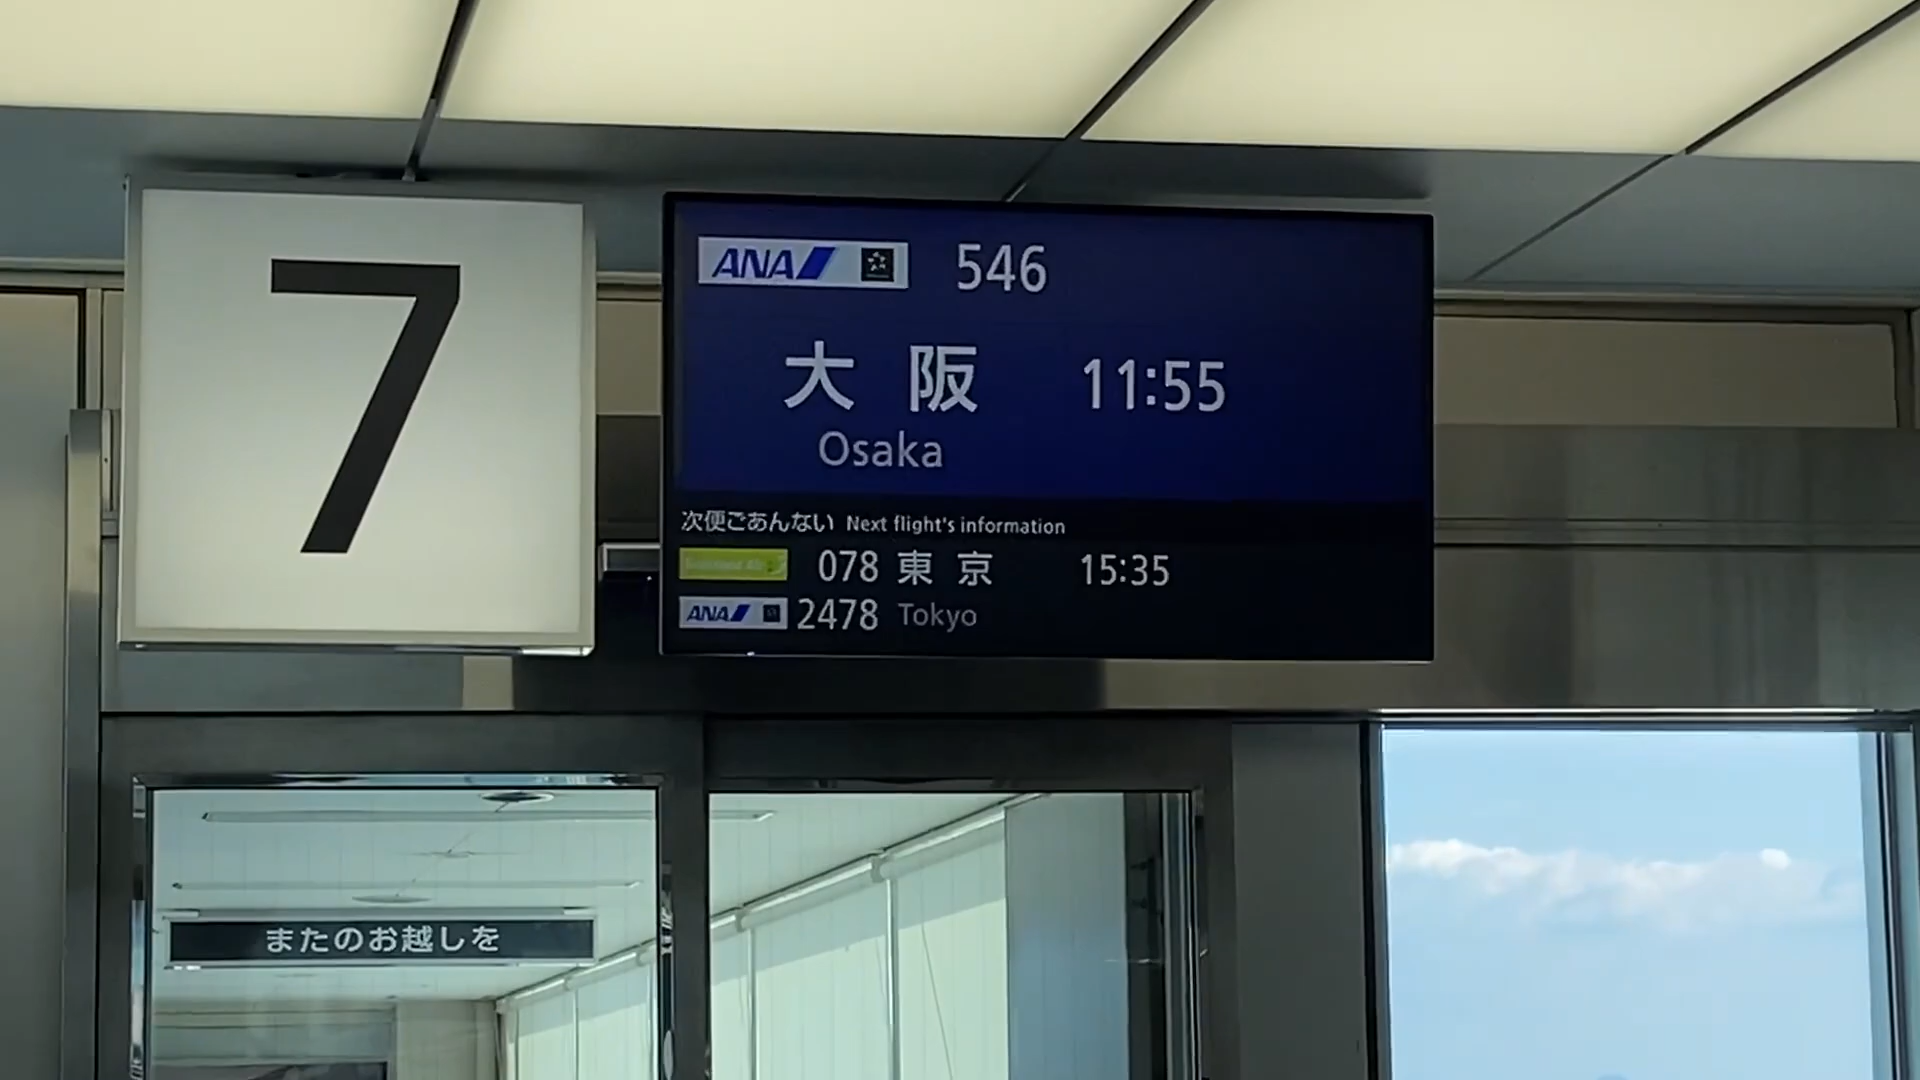 7
ANA 546
大阪 11:55
Osaka
次便ごあんない Next flight's information
078 東京 15:35
ANA 2478 Tokyo
またのお越しを